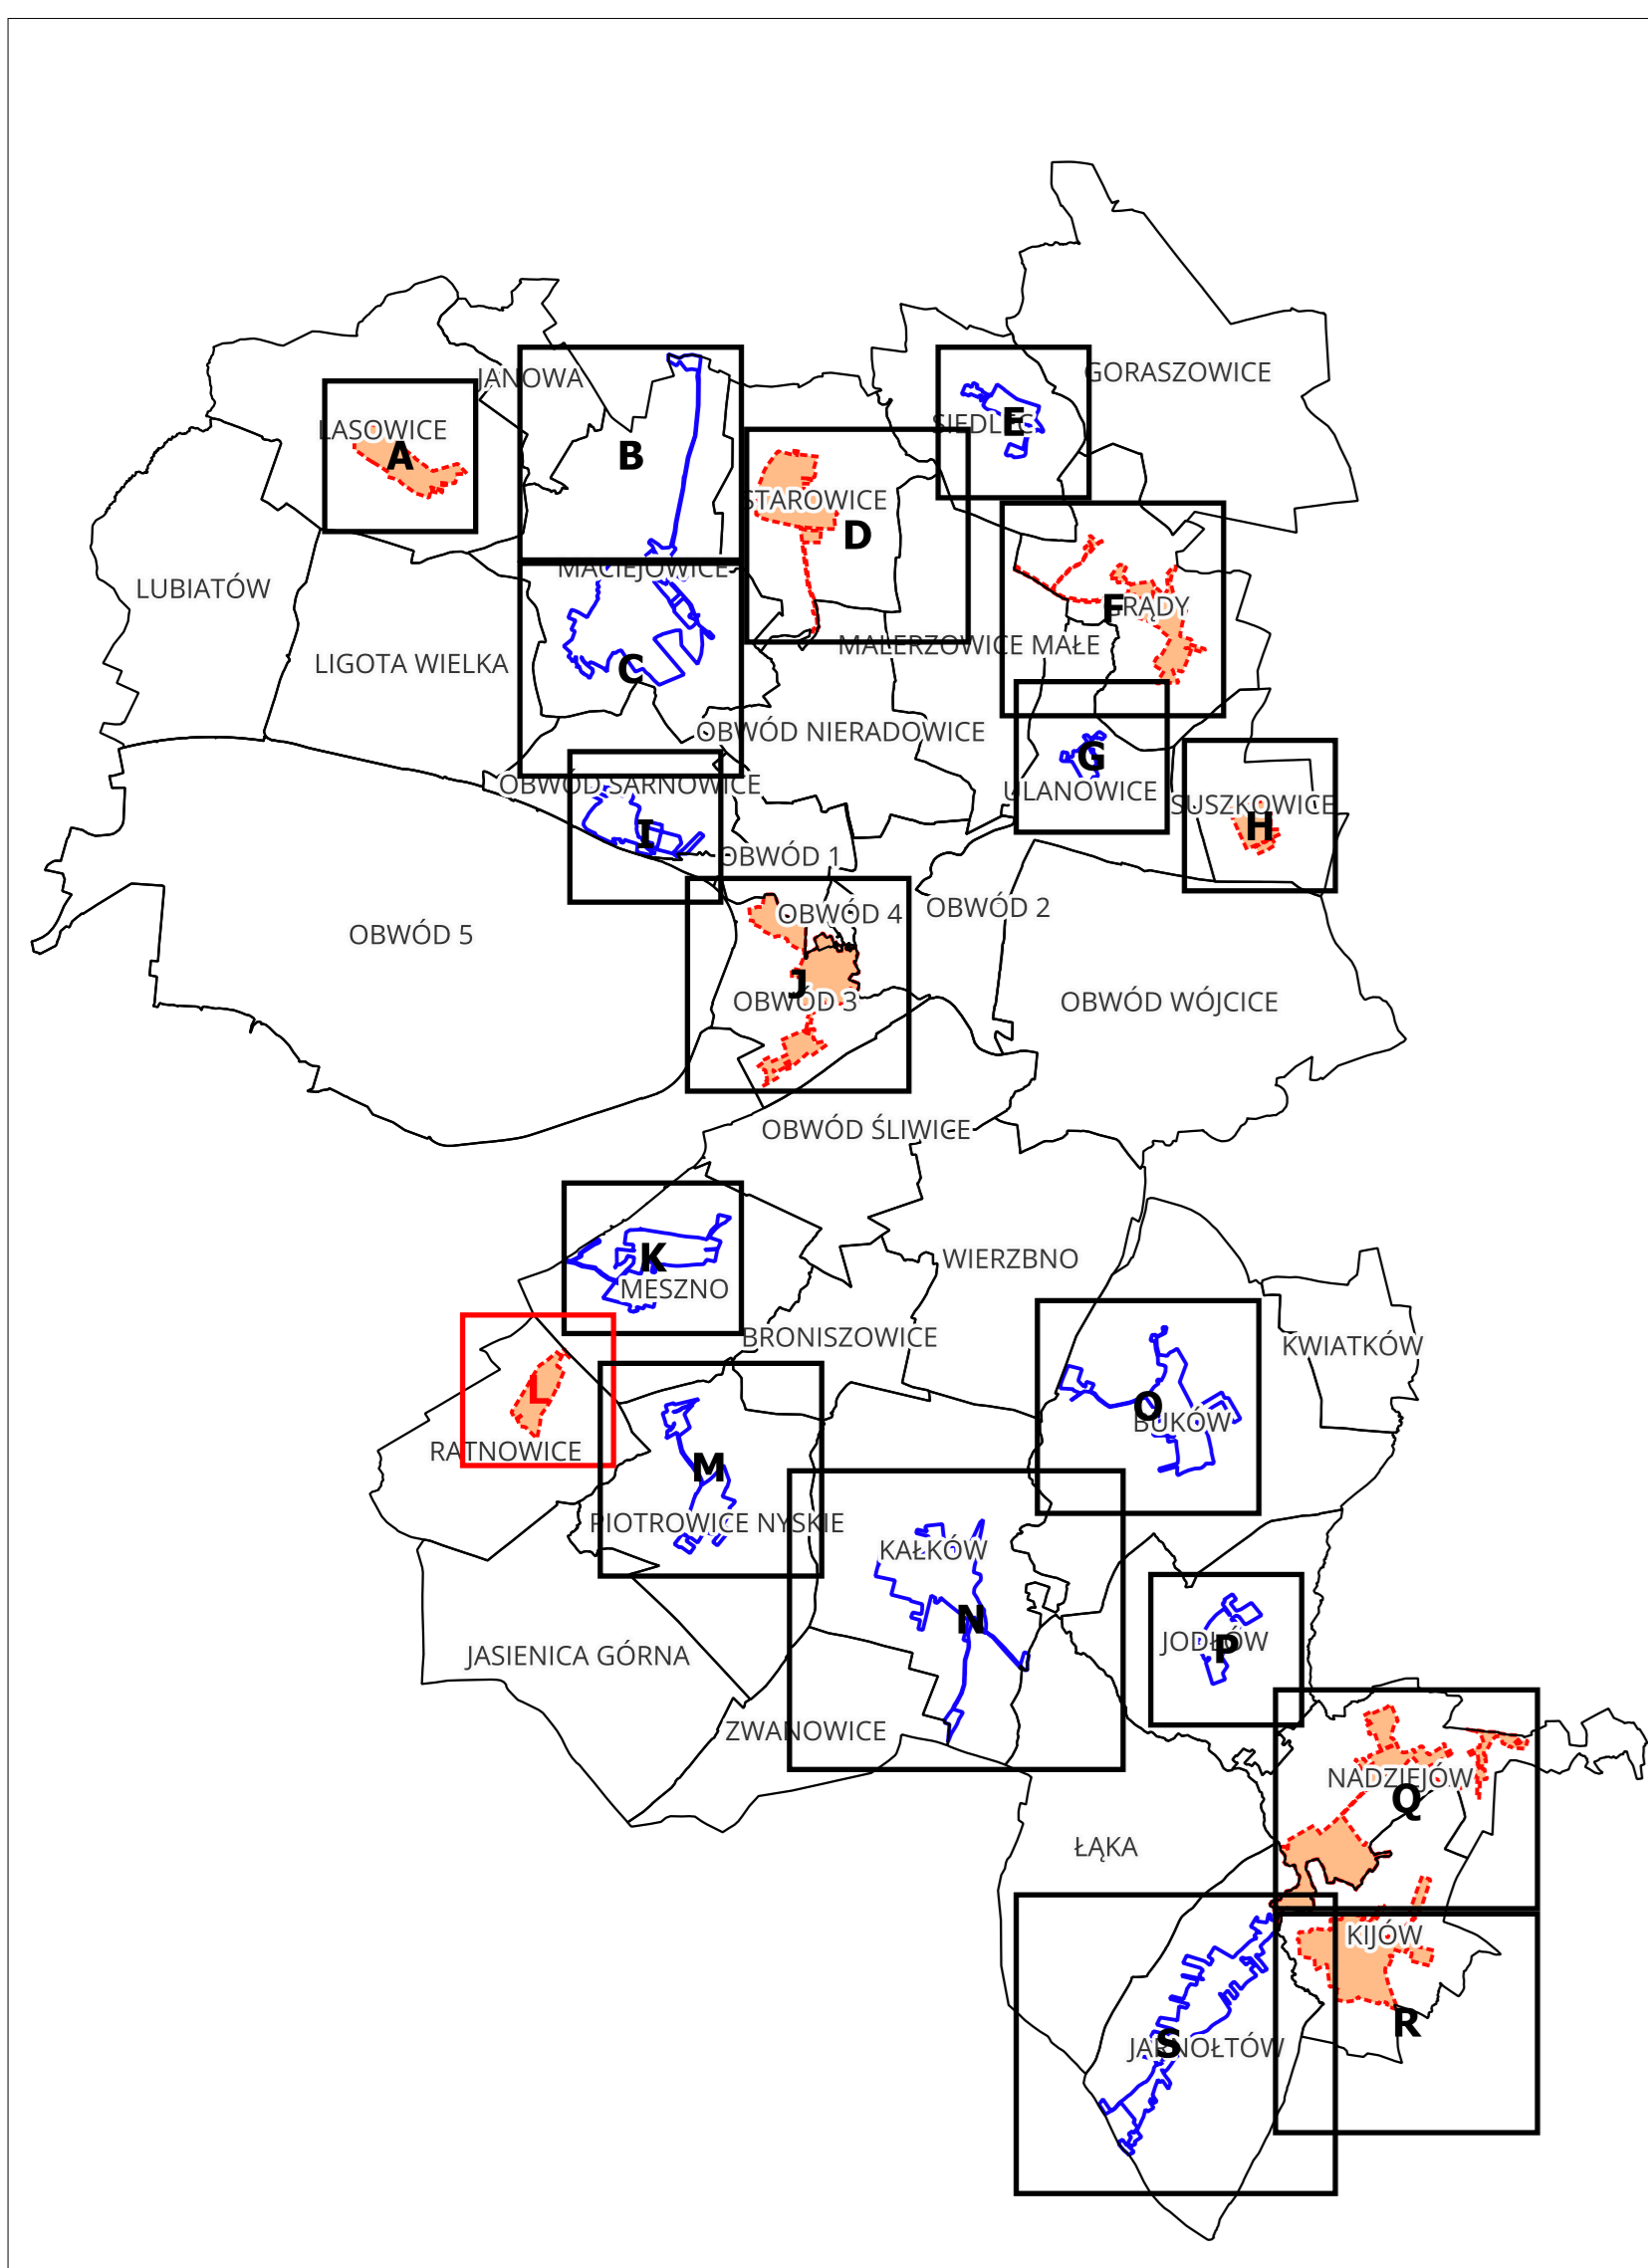 GORASZOWICE
JANOWA
LASOWICE
SIEDLEC
E
B
A
STAROWICE
D
MACIEJOWICE
LUBIATÓW
GRĄDY
F
MALERZOWICE MAŁE
LIGOTA WIELKA
C
OBWÓD NIERADOWICE
G
OBWÓD SARNOWICE
ULANOWICE
SUSZKOWICE
H
I
OBWÓD 1
OBWÓD 4
OBWÓD 2
OBWÓD 5
J
OBWÓD 3
OBWÓD WÓJCICE
OBWÓD ŚLIWICE
K
WIERZBNO
MESZNO
BRONISZOWICE
KWIATKÓW
L
O
BUKÓW
RATNOWICE
M
PIOTROWICE NYSKIE
KAŁKÓW
N
JODŁÓW
P
JASIENICA GÓRNA
ZWANOWICE
NADZIEJÓW
Q
ŁĄKA
KIJÓW
R
S
JARNOŁTÓW